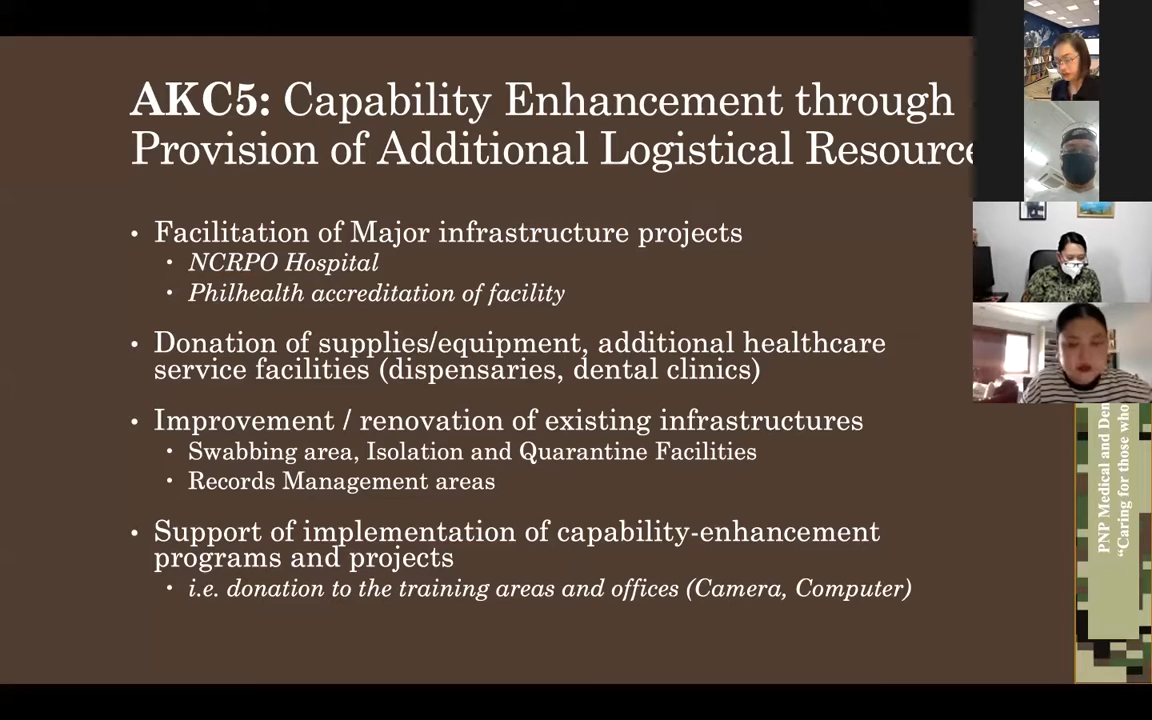 AKC5: Capability Enhancement through
Provision of Additional Logistical Resource
• Facilitation of Major infrastructure projects
• NCRPO Hospital
• Philhealth accreditation of facility
• Donation of supplies/equipment, additional healthcare
service facilities (dispensaries, dental clinics)
• Improvement / renovation of existing infrastructures
• Swabbing area, Isolation and Quarantine Facilities
• Records Management areas
• Support of implementation of capability-enhancement
programs and projects
• i.e. donation to the training areas and offices (Camera, Computer)
PNP Medical and Den
“Caring for those who